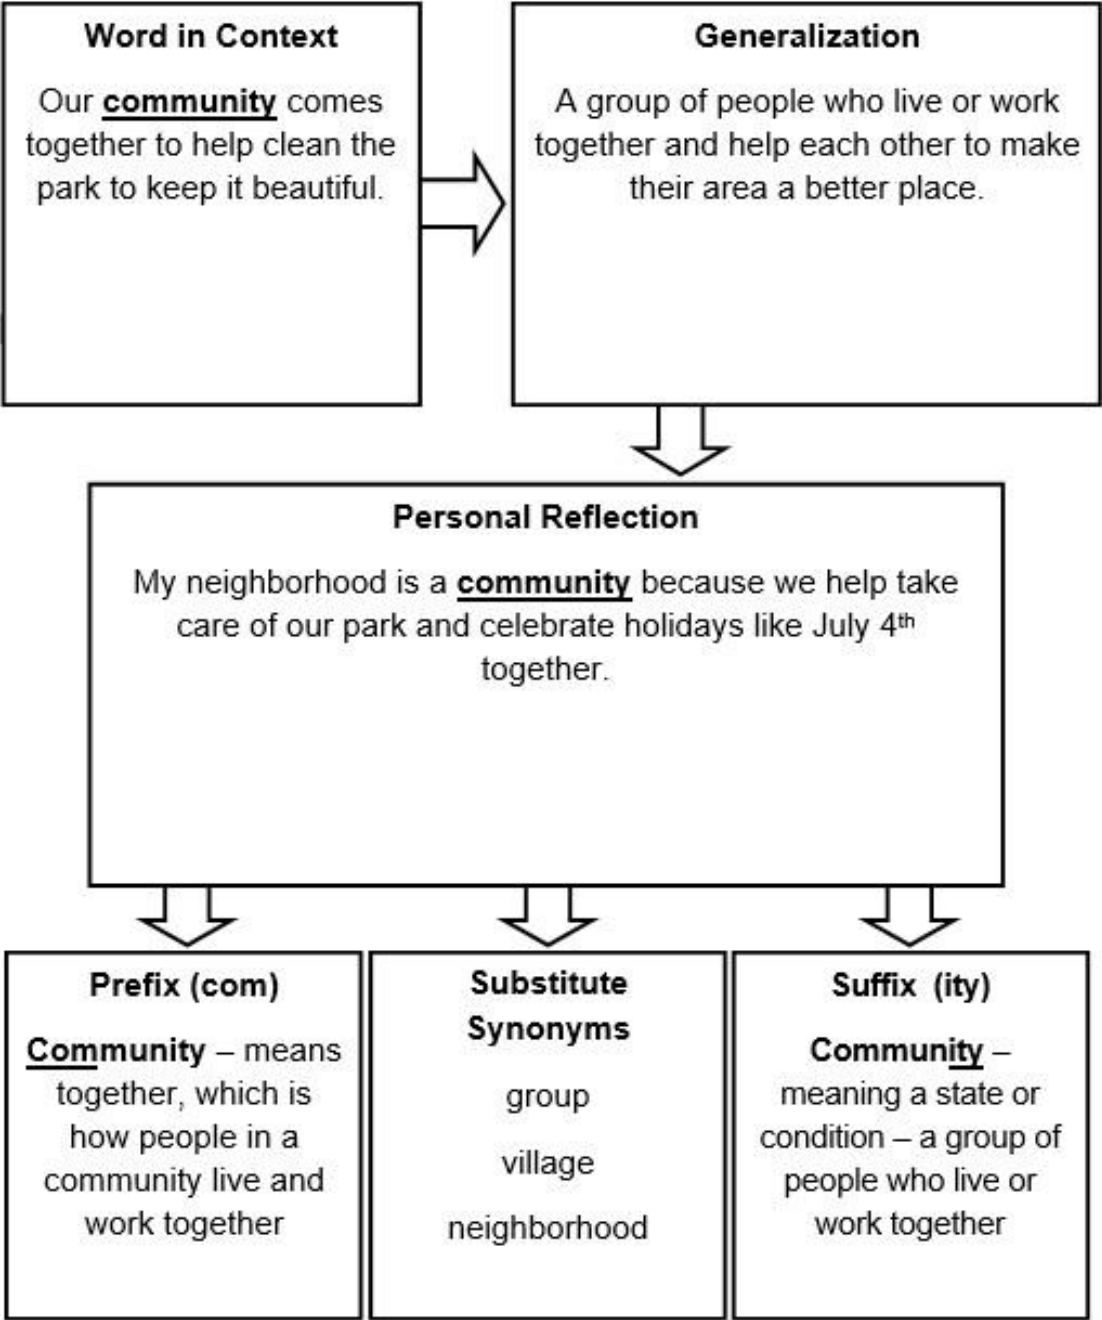 Word in Context
Our community comes
together to help clean the
park to keep it beautiful.
Generalization
A group of people who live or work
together and help each other to make
their area a better place.
Personal Reflection
My neighborhood is a community because we help take
care of our park and celebrate holidays like July 4th
together.
Prefix (com)
Community – means
together, which is
how people in a
community live and
work together
Substitute
Synonyms
group
village
neighborhood
Suffix (ity)
Community –
meaning a state or
condition – a group of
people who live or
work together